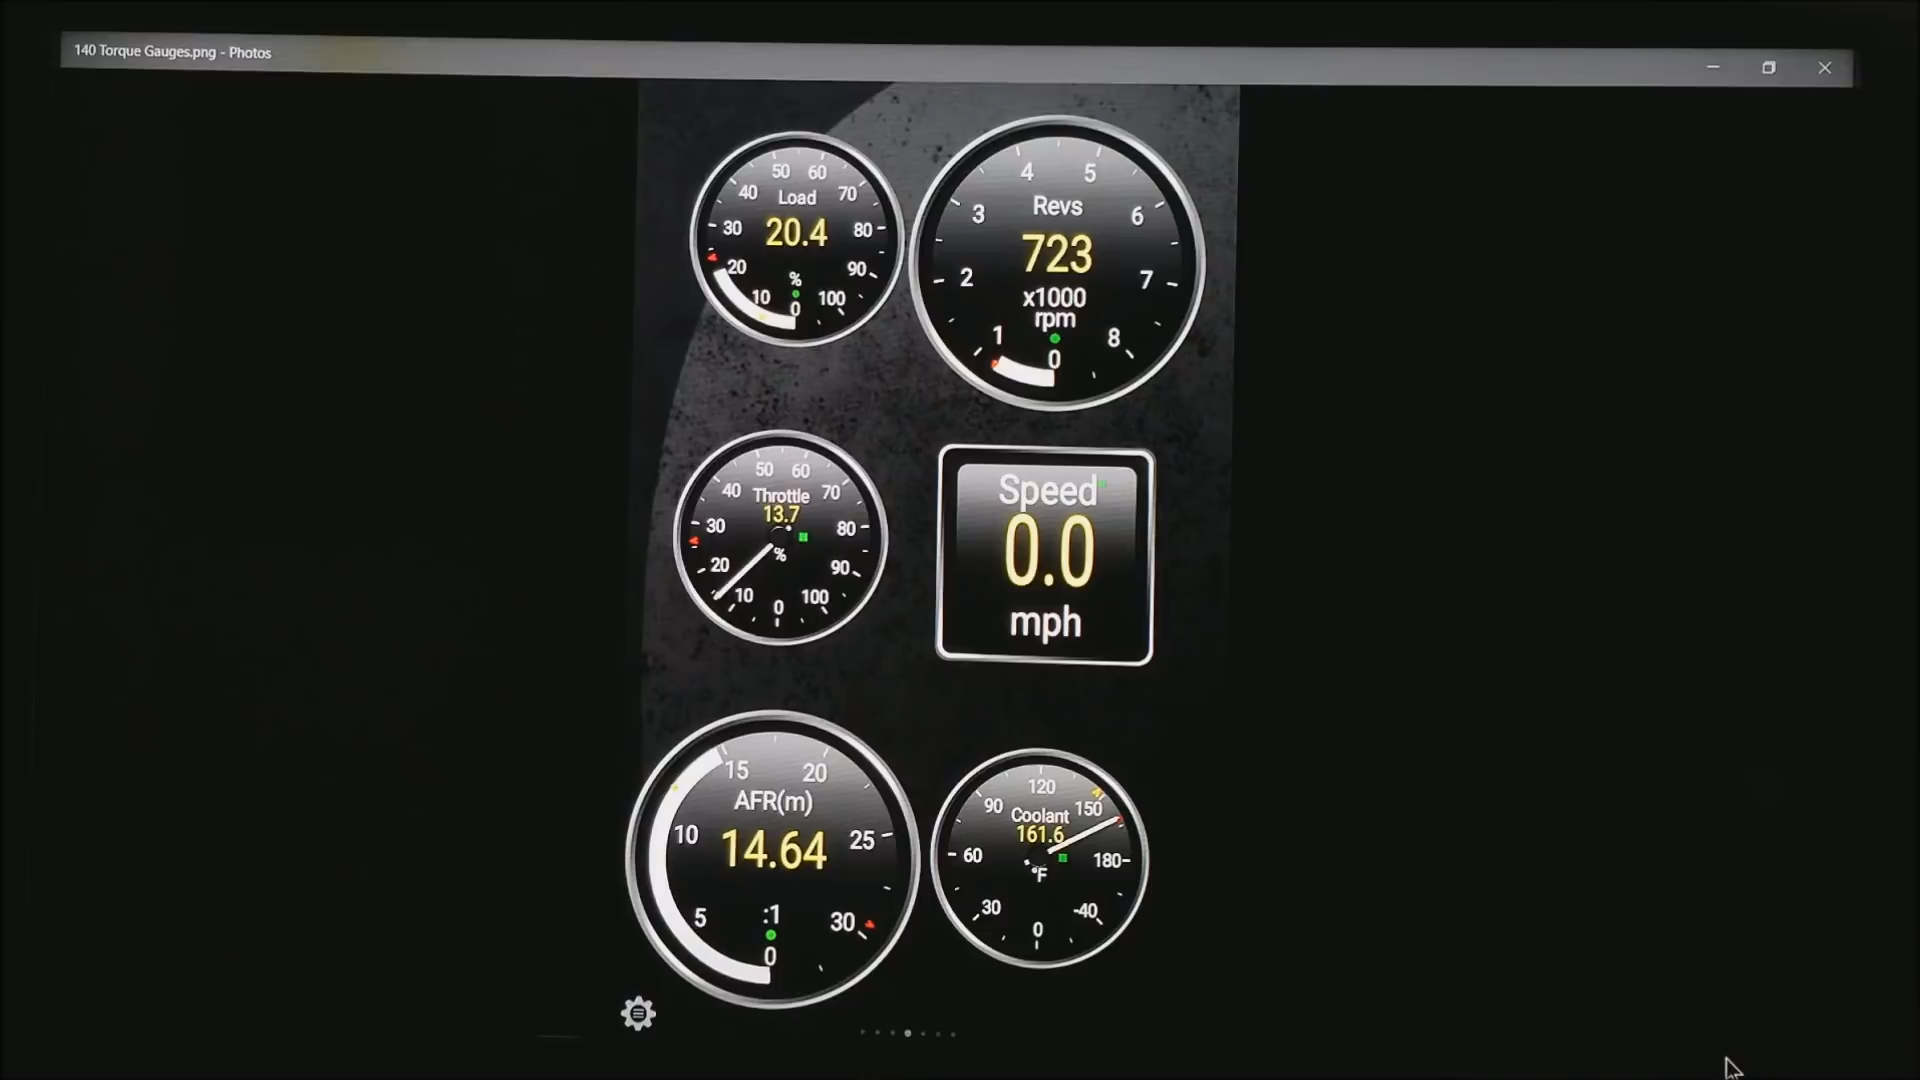 140 Torque Gauges.png - Photos
50 60
40 Load 70
30 20.4 80
20 % 90
10 0 100
4 5
3 Revs 6
723
2 x1000 7
rpm
1 0 8
50 60
40 Throttle 70
13.7
30 80
%
20 90
10 0 100
Speed
0.0
mph
15 20
AFR(m)
10 14.64 25
5 :1 30
0
120
90 Coolant 150
161.6
60 180
°F
30 -40
0